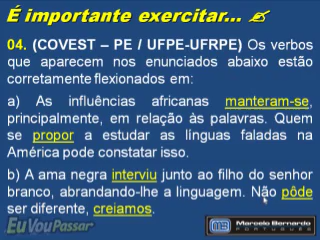 É importante exercitar...
04. (COVEST – PE / UFPE-UFRPE) Os verbos
que aparecem nos enunciados abaixo estão
corretamente flexionados em:
a) As influências africanas manteram-se,
principalmente, em relação às palavras. Quem
se propor a estudar as línguas faladas na
América pode constatar isso.
b) A ama negra interviu junto ao filho do senhor
branco, abrandando-lhe a linguagem. Não pôde
ser diferente, creiamos.
EuVouPassar
Marcelo Bernardo
PORTUGUÊS